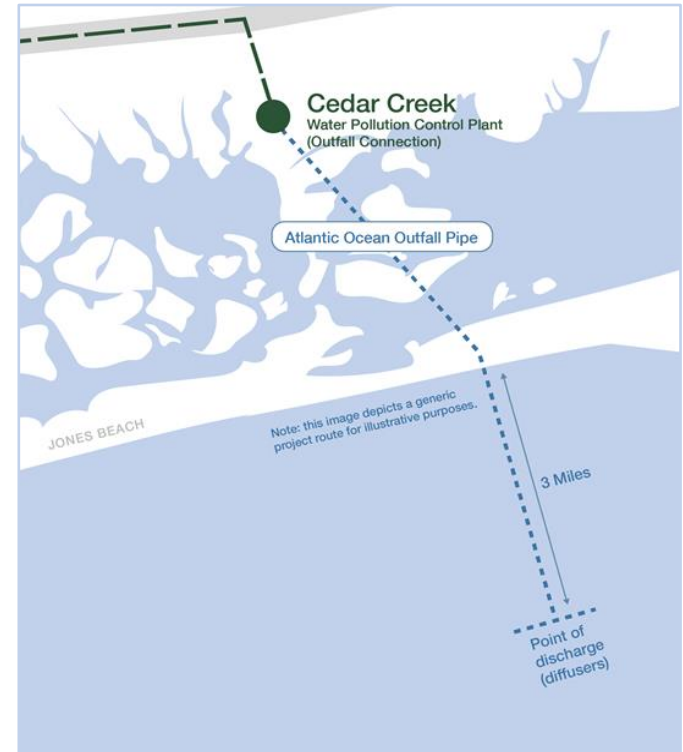 Cedar Creek
Water Pollution Control Plant
(Outfall Connection)
Atlantic Ocean Outfall Pipe
JONES BEACH
Note: this image depicts a generic
project route for illustrative purposes.
3 Miles
Point of
discharge
(diffusers)